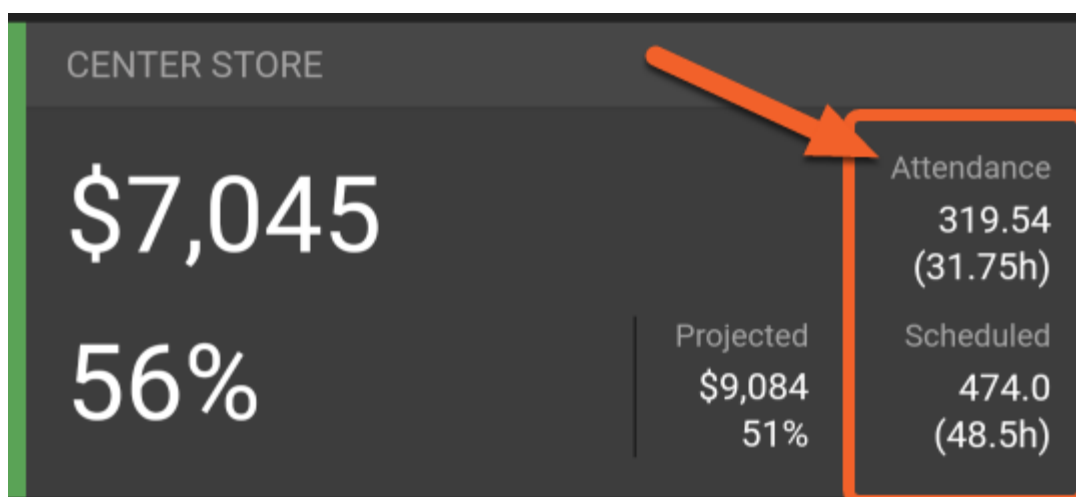 CENTER STORE
$7,045
56%
Projected
$9,084
51%
Attendance
319.54
(31.75h)
Scheduled
474.0
(48.5h)